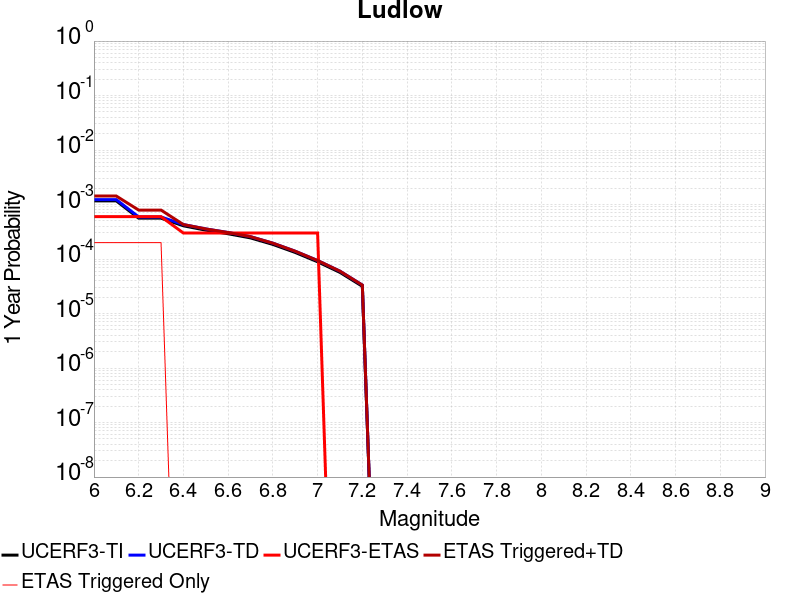 Ludlow
10^0
10^-1
10^-2
10^-3
10^-4
10^-5
10^-6
10^-7
10^-8
1 Year Probability
6 6.2 6.4 6.6 6.8 7 7.2 7.4 7.6 7.8 8 8.2 8.4 8.6 8.8 9
Magnitude
UCERF3-TI UCERF3-TD UCERF3-ETAS ETAS Triggered+TD
ETAS Triggered Only